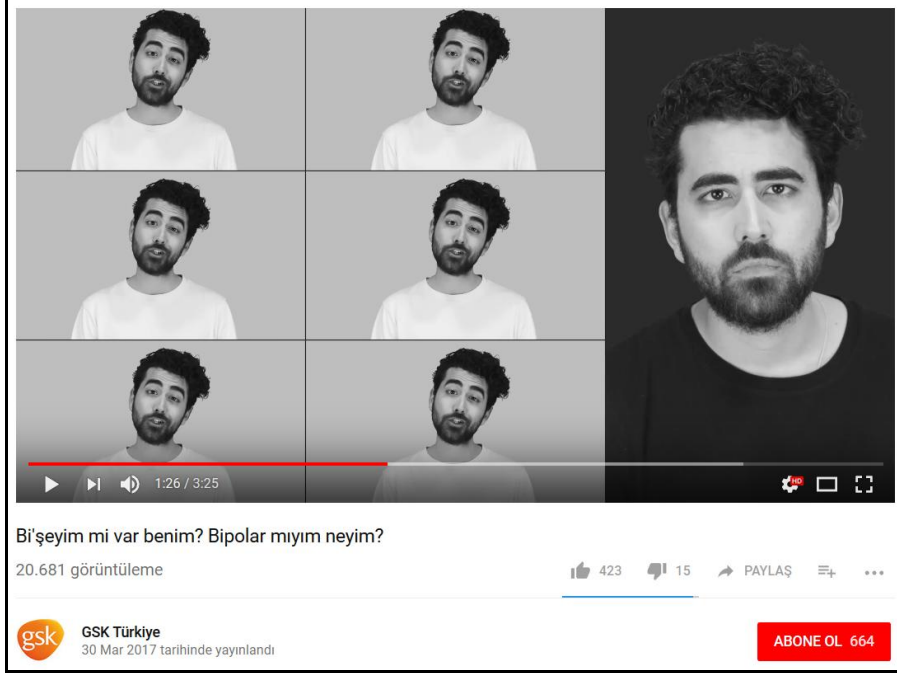 1:26 / 3:25
HD
Bi'şeyim mi var benim? Bipolar mıyım neyim?
20.681 görüntüleme
423 15 PAYLAŞ
gsk
GSK Türkiye
30 Mar 2017 tarihinde yayınlandı
ABONE OL 664